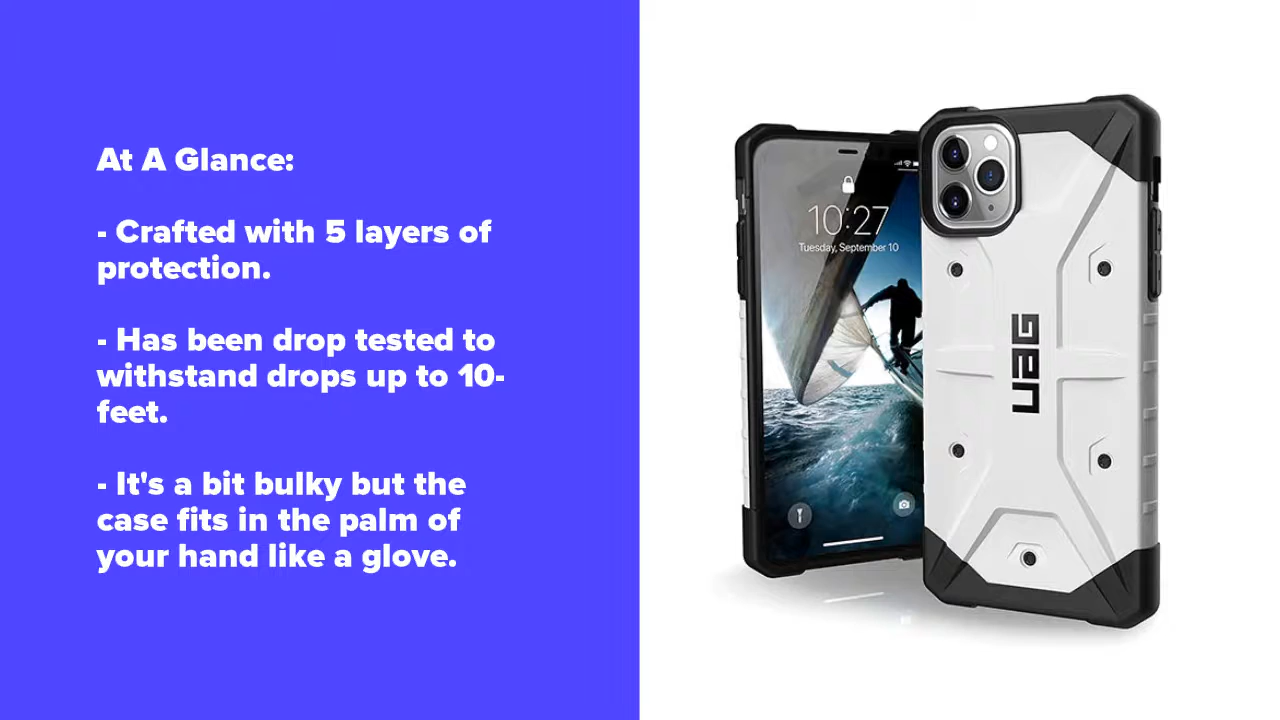 At A Glance:
- Crafted with 5 layers of
protection.
- Has been drop tested to
withstand drops up to 10-
feet.
- It's a bit bulky but the
case fits in the palm of
your hand like a glove.
10:27
Tuesday, September 10
UAG